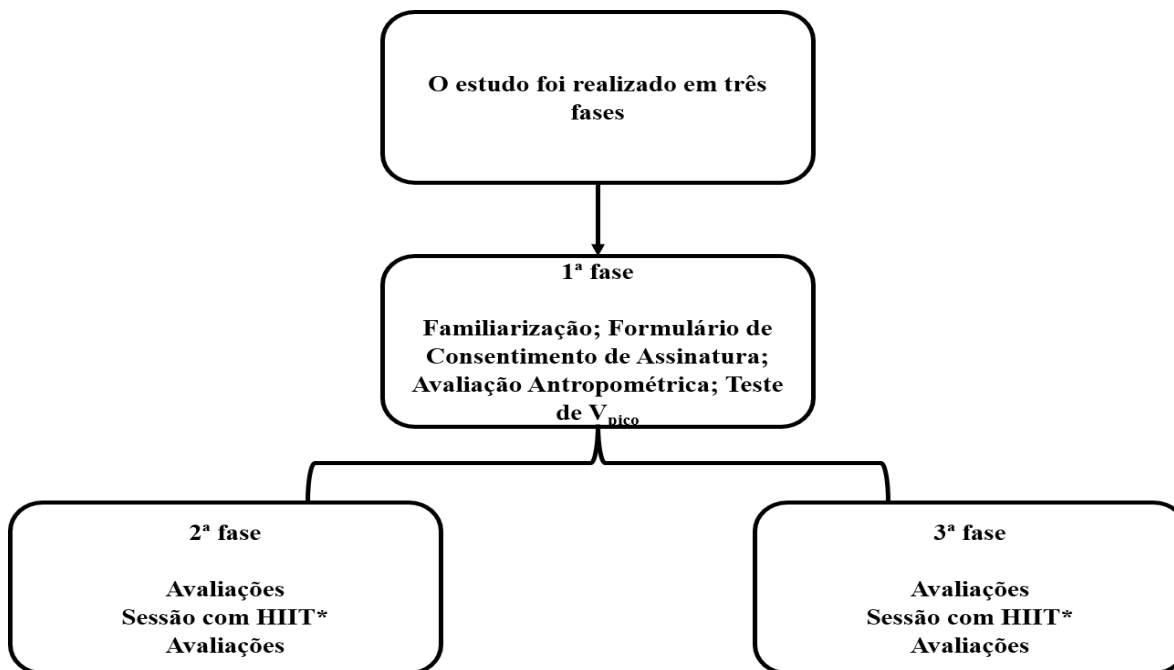 O estudo foi realizado em três
fases
1ª fase
Familiarização; Formulário de
Consentimento de Assinatura;
Avaliação Antropométrica; Teste
de Vpico
2ª fase
Avaliações
Sessão com HIIT*
Avaliações
3ª fase
Avaliações
Sessão com HIIT*
Avaliações